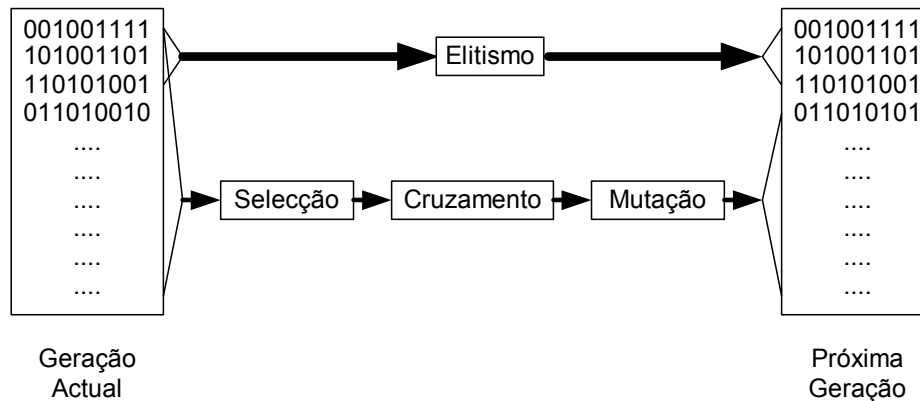 001001111
101001101
110101001
011010010
....
....
....
....
....
....
Geração
Actual
Elitismo
Selecção
Cruzamento
Mutação
001001111
101001101
110101001
011010101
....
....
....
....
....
....
Próxima
Geração